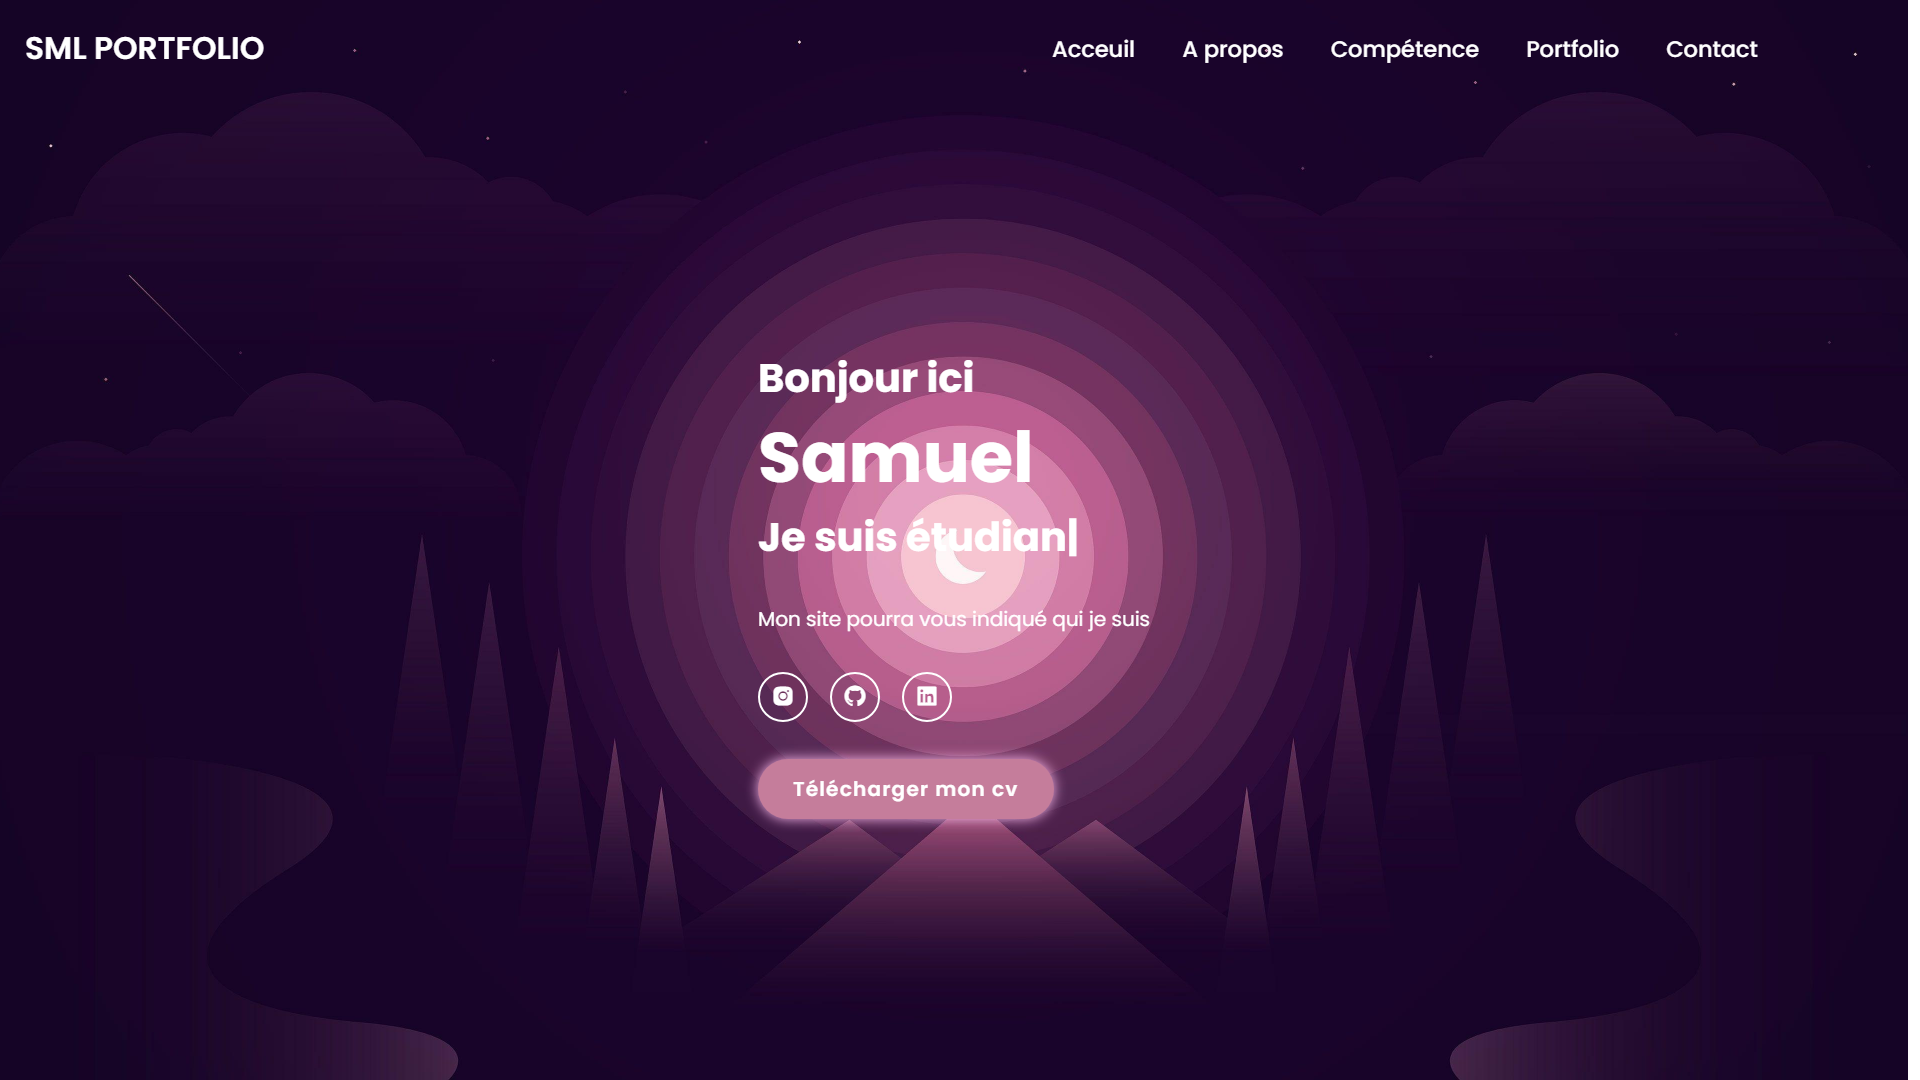 SML PORTFOLIO
Acceuil A propos Compétence Portfolio Contact
Bonjour ici
Samuel
Je suis étudian|
Mon site pourra vous indiqué qui je suis
Télécharger mon cv